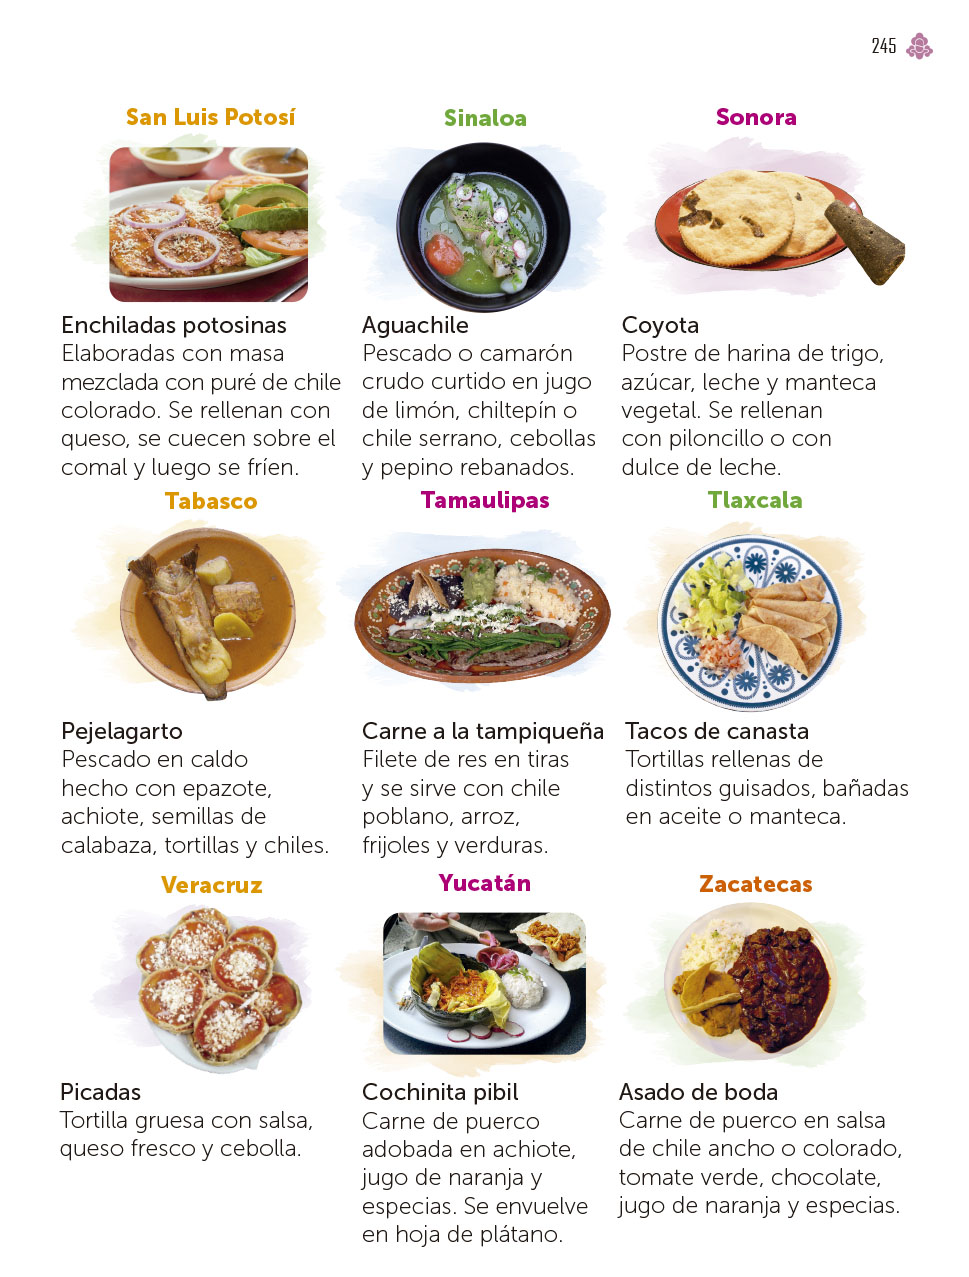 245
San Luis Potosí
Enchiladas potosinas
Elaboradas con masa
mezclada con puré de chile
colorado. Se rellenan con
queso, se cuecen sobre el
comal y luego se fríen.
Sinaloa
Aguachile
Pescado o camarón
crudo curtido en jugo
de limón, chiltepín o
chile serrano, cebollas
y pepino rebanados.
Sonora
Coyota
Postre de harina de trigo,
azúcar, leche y manteca
vegetal. Se rellenan
con piloncillo o con
dulce de leche.
Tabasco
Pejelagarto
Pescado en caldo
hecho con epazote,
achiote, semillas de
calabaza, tortillas y chiles.
Tamaulipas
Carne a la tampiqueña
Filete de res en tiras
y se sirve con chile
poblano, arroz,
frijoles y verduras.
Tlaxcala
Tacos de canasta
Tortillas rellenas de
distintos guisados, bañadas
en aceite o manteca.
Veracruz
Picadas
Tortilla gruesa con salsa,
queso fresco y cebolla.
Yucatán
Cochinita pibil
Carne de puerco
adobada en achiote,
jugo de naranja y
especias. Se envuelve
en hoja de plátano.
Zacatecas
Asado de boda
Carne de puerco en salsa
de chile ancho o colorado,
tomate verde, chocolate,
jugo de naranja y especias.